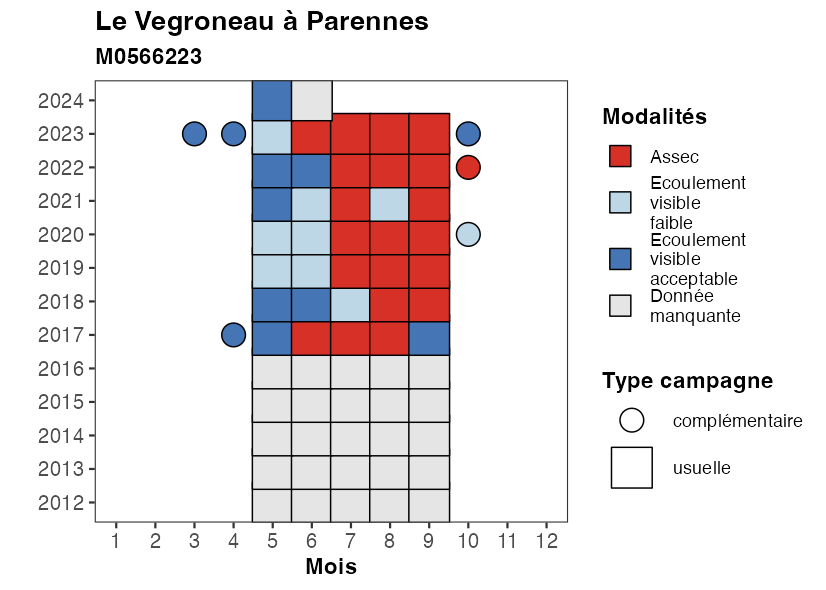 Le Vegroneau à Parennes
M0566223
2024
2023
2022
2021
2020
2019
2018
2017
2016
2015
2014
2013
2012
1 2 3 4 5 6 7 8 9 10 11 12
Mois
Modalités
Assec
Ecoulement
visible
faible
Ecoulement
visible
acceptable
Donnée
manquante
Type campagne
complémentaire
usuelle